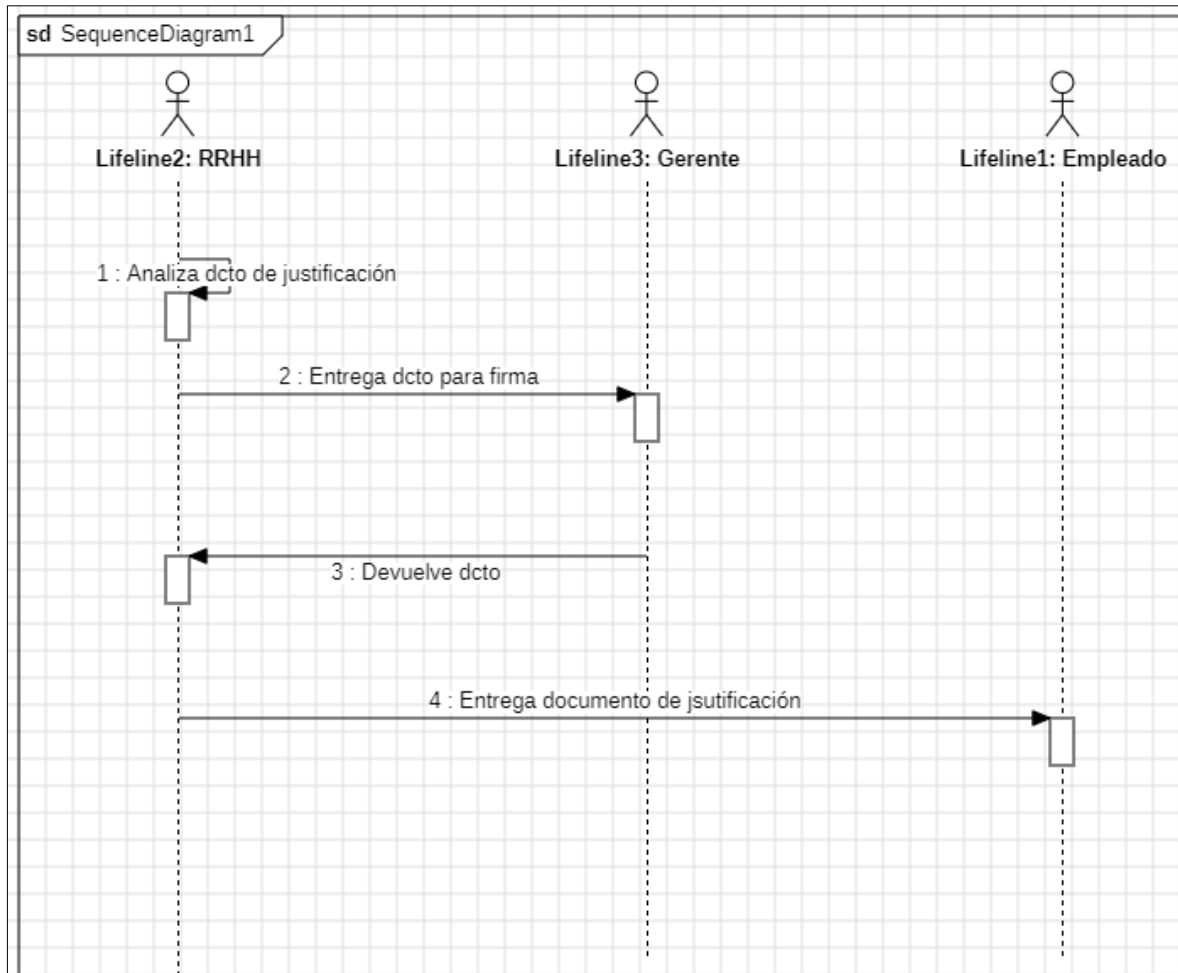 sd SequenceDiagram1
Lifeline2: RRHH
Lifeline3: Gerente
Lifeline1: Empleado
1 : Analiza dcto de justificación
2 : Entrega dcto para firma
3 : Devuelve dcto
4 : Entrega documento de jsutificación